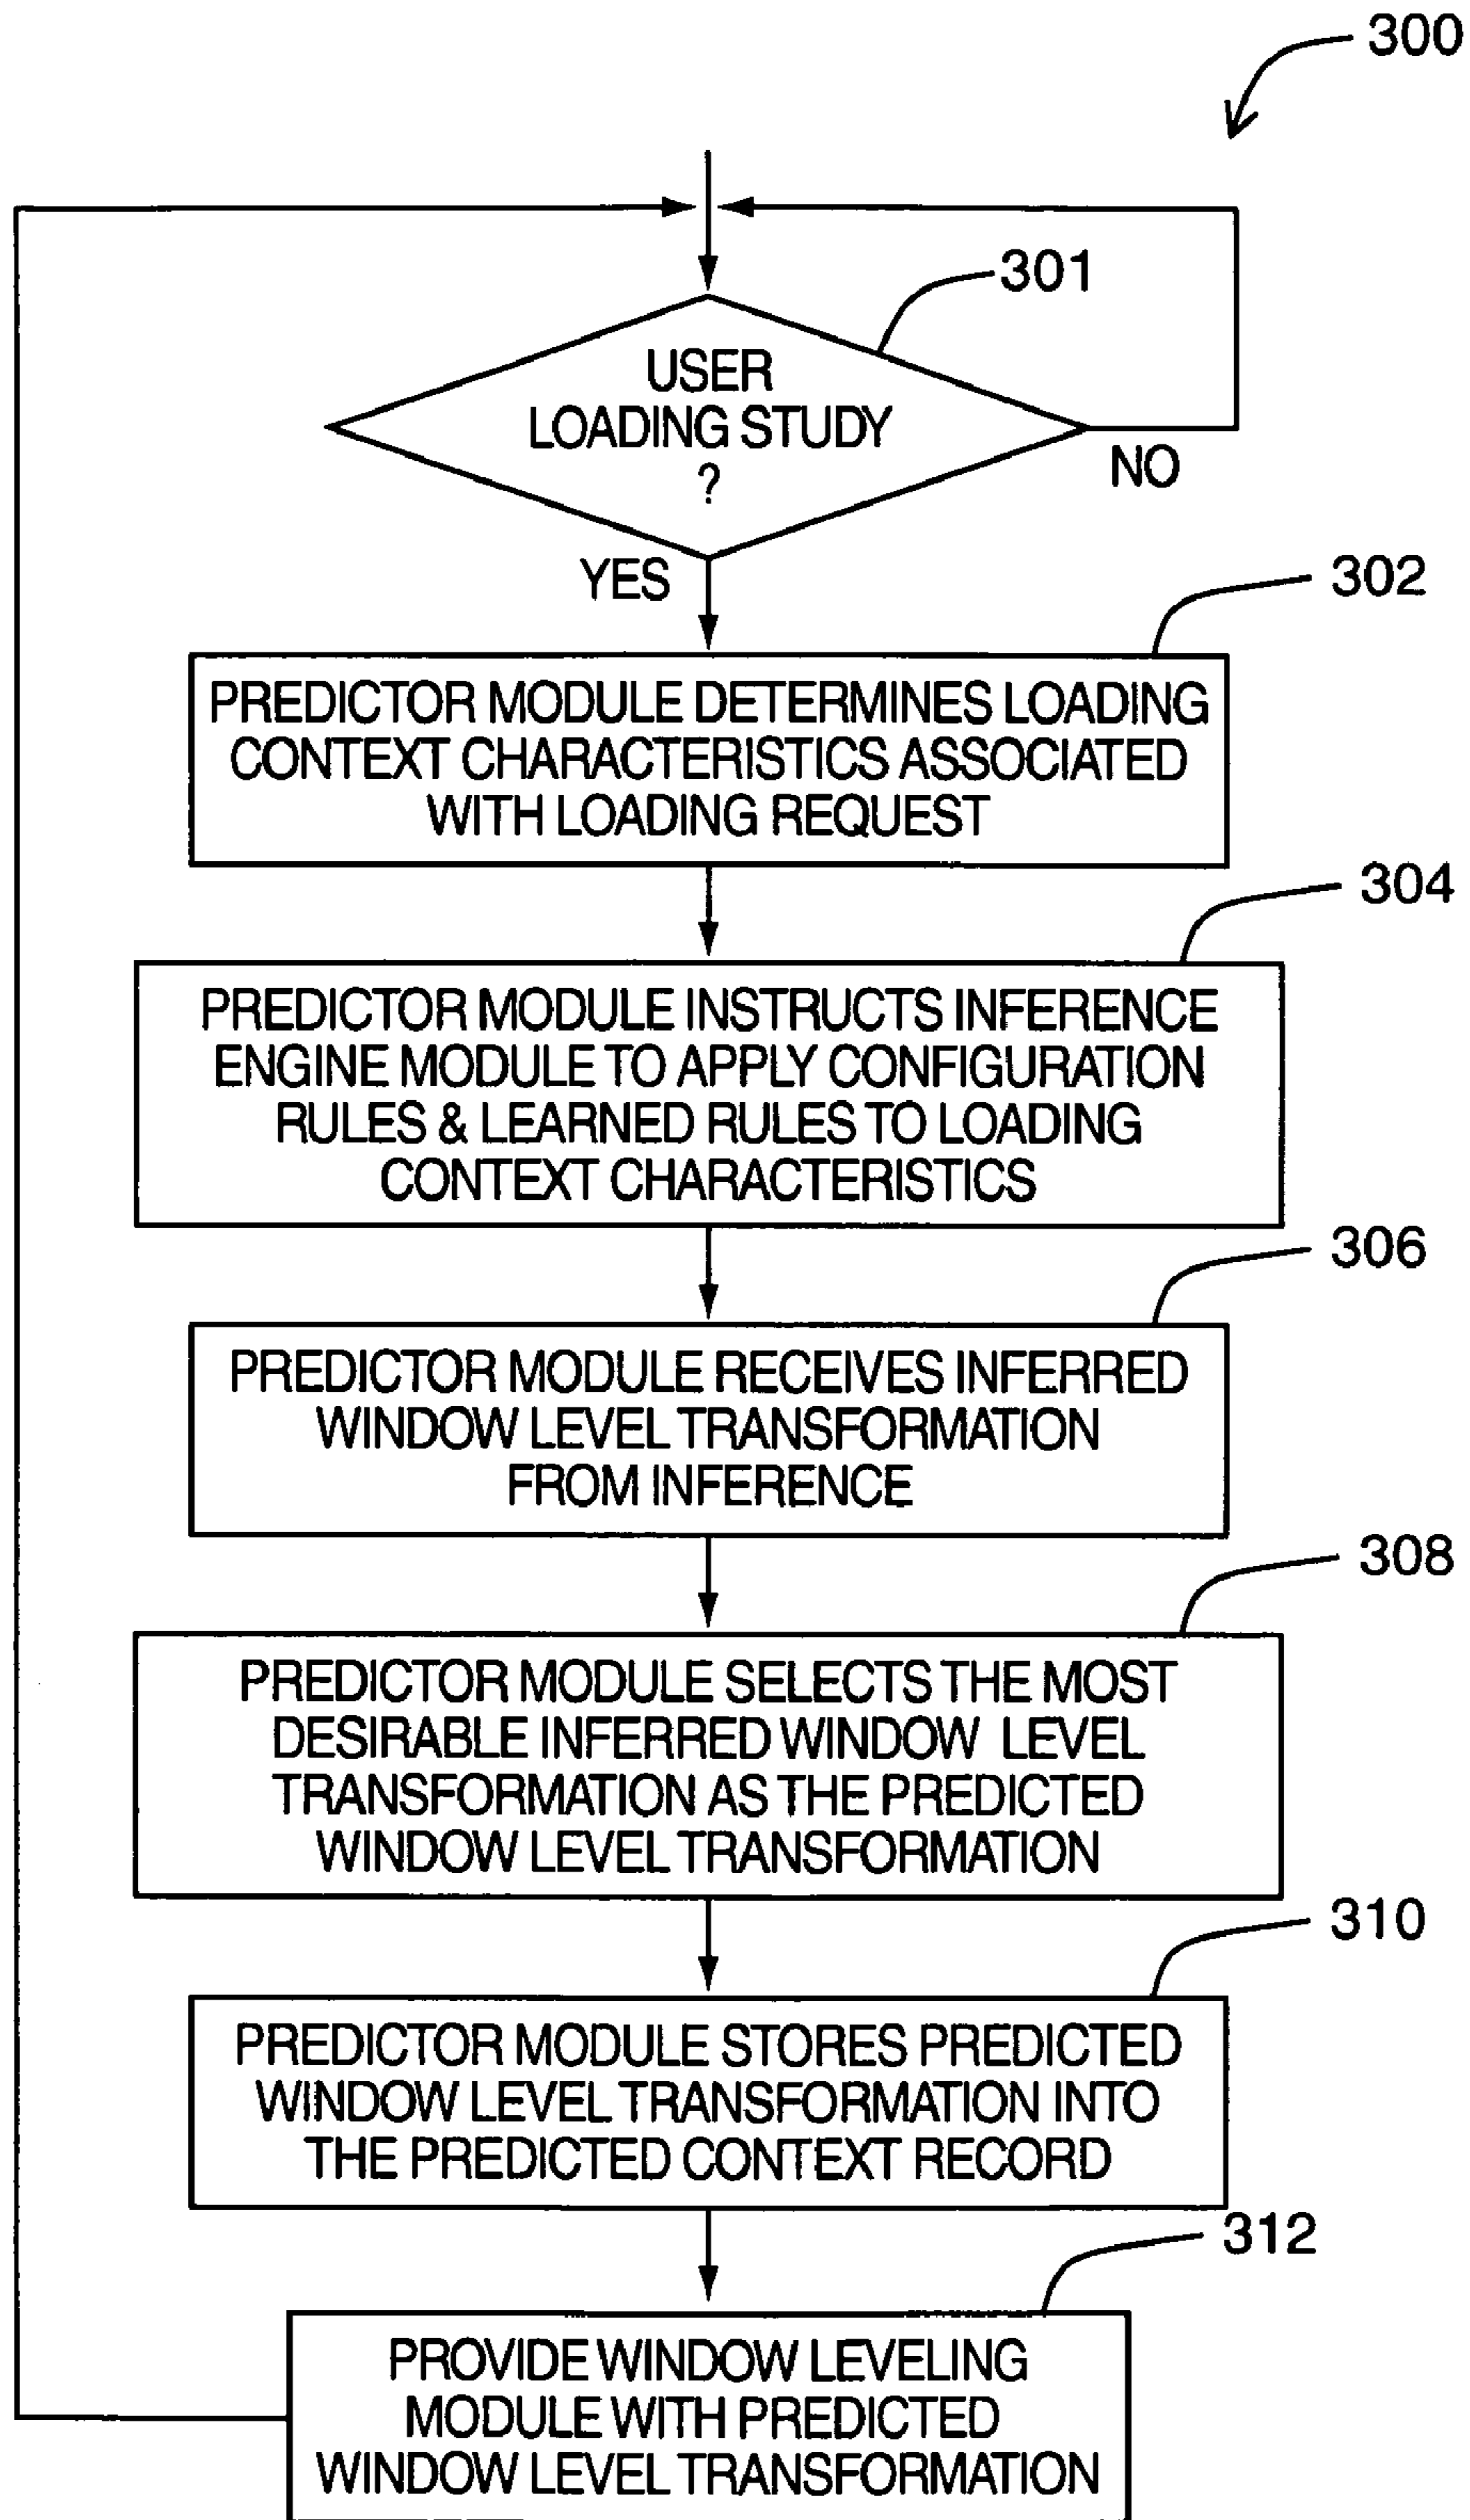 300
301
USER
LOADING STUDY
?
NO
YES
302
PREDICTOR MODULE DETERMINES LOADING
CONTEXT CHARACTERISTICS ASSOCIATED
WITH LOADING REQUEST
304
PREDICTOR MODULE INSTRUCTS INFERENCE
ENGINE MODULE TO APPLY CONFIGURATION
RULES & LEARNED RULES TO LOADING
CONTEXT CHARACTERISTICS
306
PREDICTOR MODULE RECEIVES INFERRED
WINDOW LEVEL TRANSFORMATION
FROM INFERENCE
308
PREDICTOR MODULE SELECTS THE MOST
DESIRABLE INFERRED WINDOW LEVEL
TRANSFORMATION AS THE PREDICTED
WINDOW LEVEL TRANSFORMATION
310
PREDICTOR MODULE STORES PREDICTED
WINDOW LEVEL TRANSFORMATION INTO
THE PREDICTED CONTEXT RECORD
312
PROVIDE WINDOW LEVELING
MODULE WITH PREDICTED
WINDOW LEVEL TRANSFORMATION